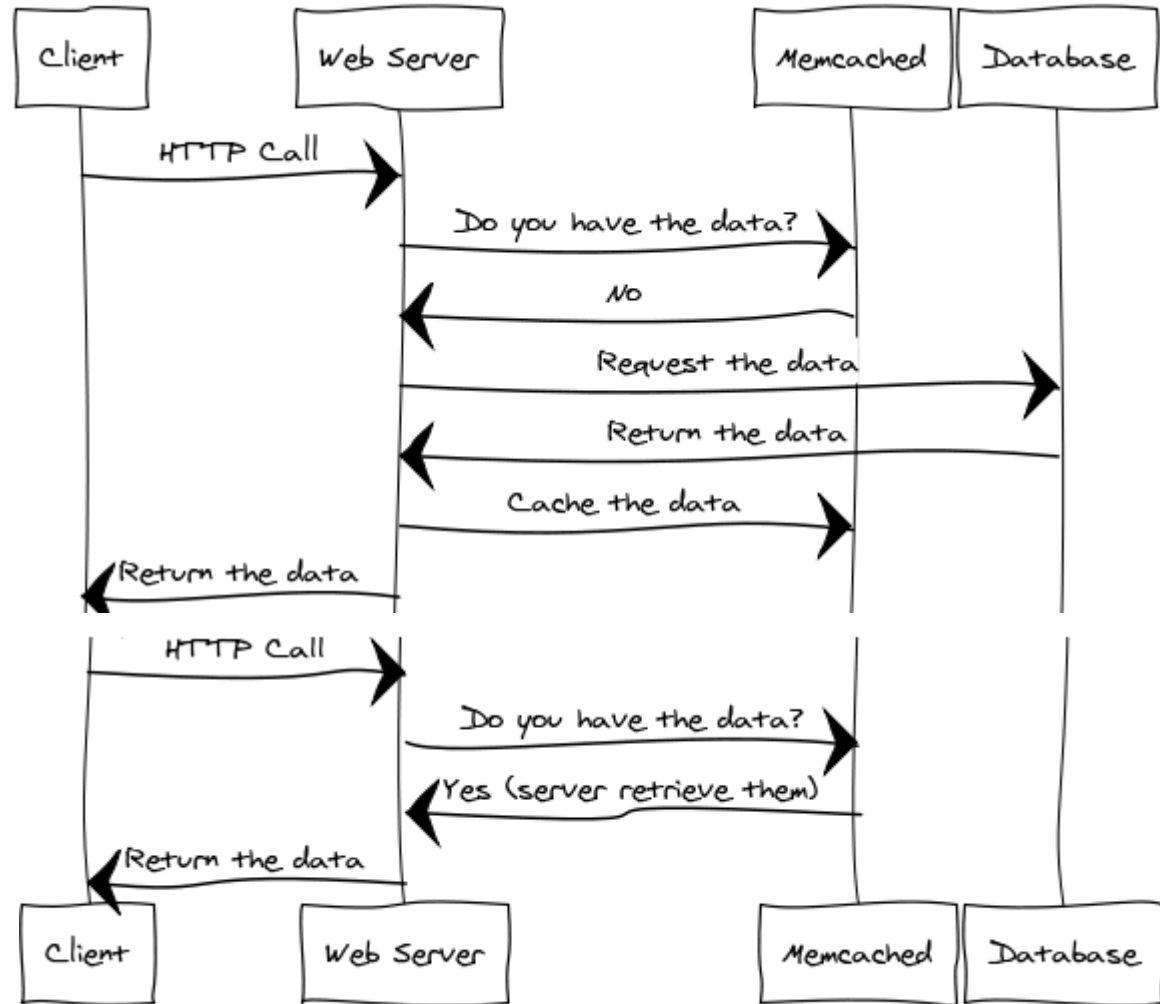 Client
Web Server
Memcached
Database
HTTP Call
Do you have the data?
No
Request the data
Return the data
Cache the data
Return the data
HTTP Call
Do you have the data?
Yes (server retrieve them)
Return the data
Client
Web Server
Memcached
Database